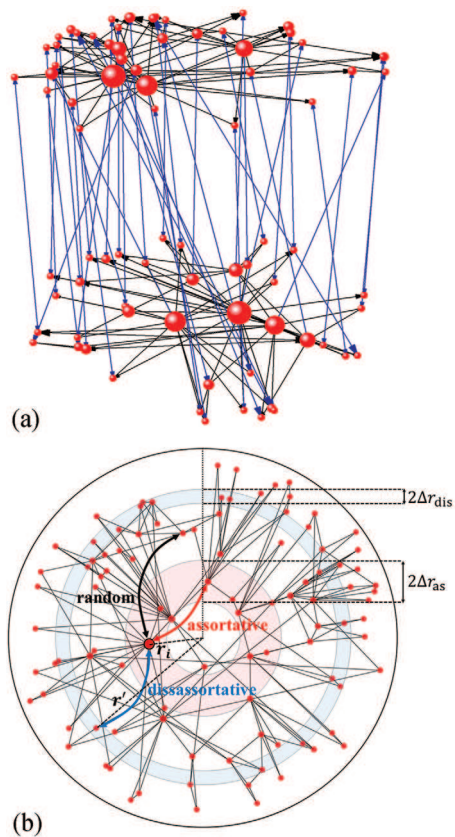 (a)
2Δr_dis
2Δr_as
random
assortative
r_i
dissassortative
r′
(b)